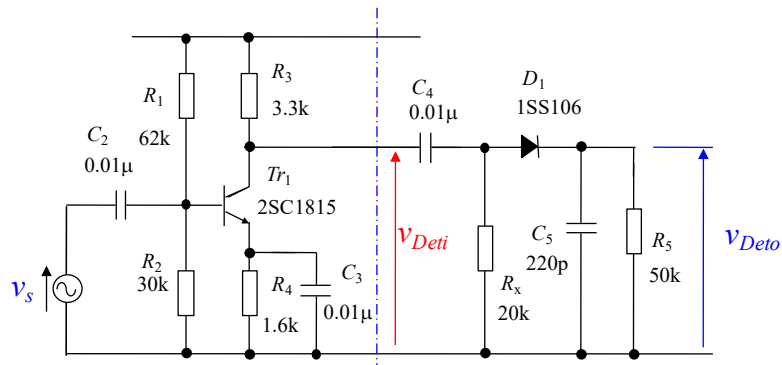 R1
62k
R3
3.3k
C2
0.01μ
C4
0.01μ
D1
1SS106
Tr1
2SC1815
vs
R2
30k
R4
1.6k
C3
0.01μ
vDeti
Rx
20k
C5
220p
R5
50k
vDeto